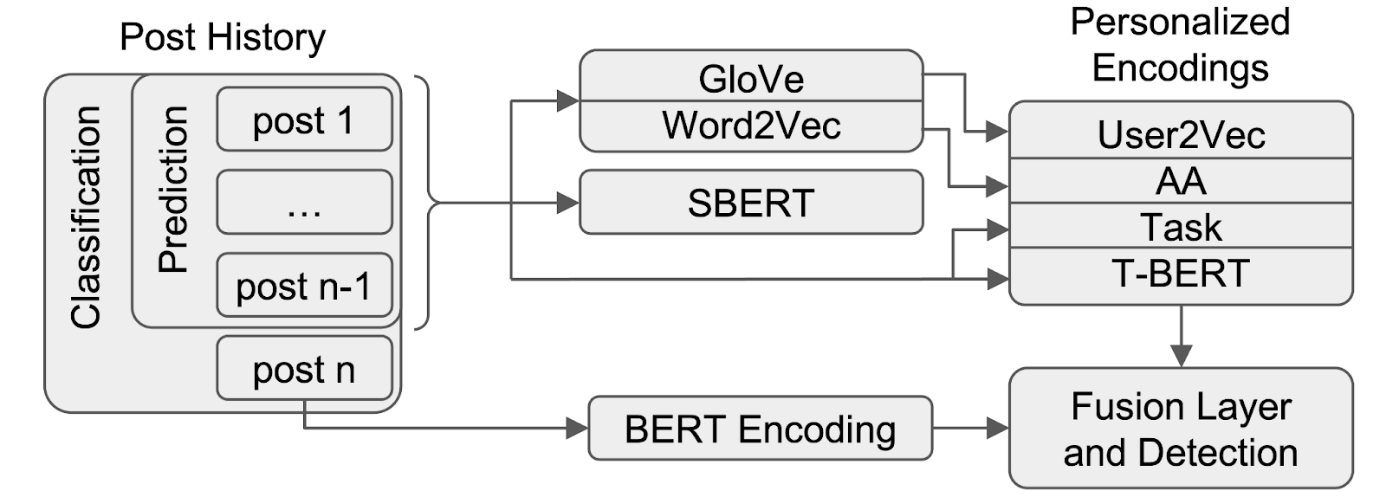 Post History
Classification
Prediction
post 1
...
post n-1
post n
GloVe
Word2Vec
SBERT
BERT Encoding
Personalized
Encodings
User2Vec
AA
Task
T-BERT
Fusion Layer
and Detection